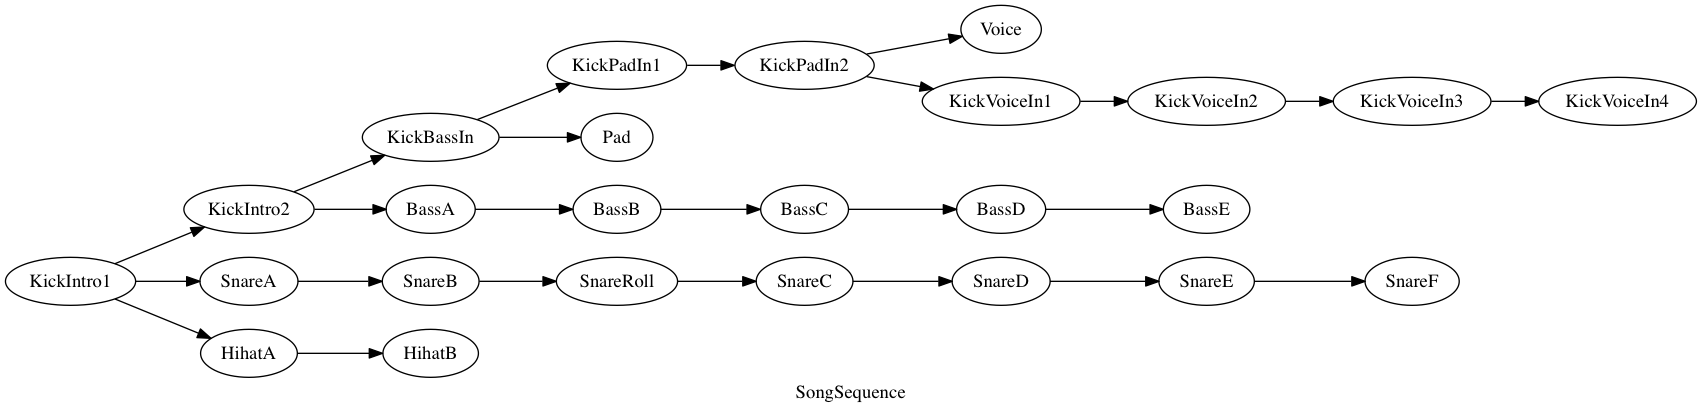 Voice
KickPadIn1 KickPadIn2
KickVoiceIn1 KickVoiceIn2 KickVoiceIn3 KickVoiceIn4
KickBassIn Pad
KickIntro2 BassA BassB BassC BassD BassE
KickIntro1 SnareA SnareB SnareRoll SnareC SnareD SnareE SnareF
HihatA HihatB
SongSequence